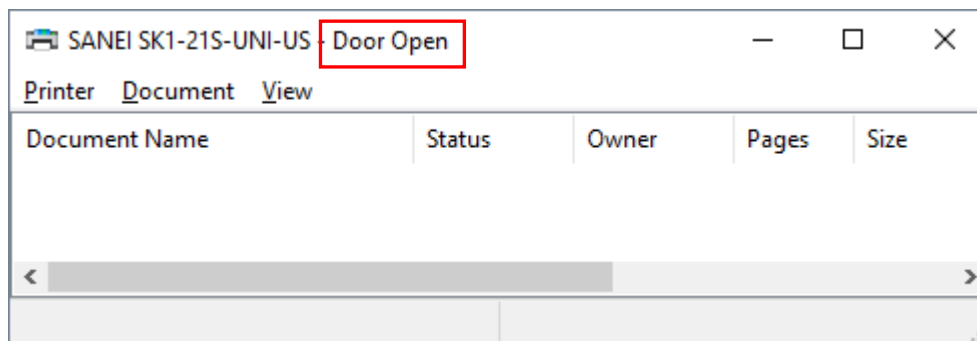 SANEI SK1-21S-UNI-US - Door Open
Printer Document View
Document Name Status Owner Pages Size